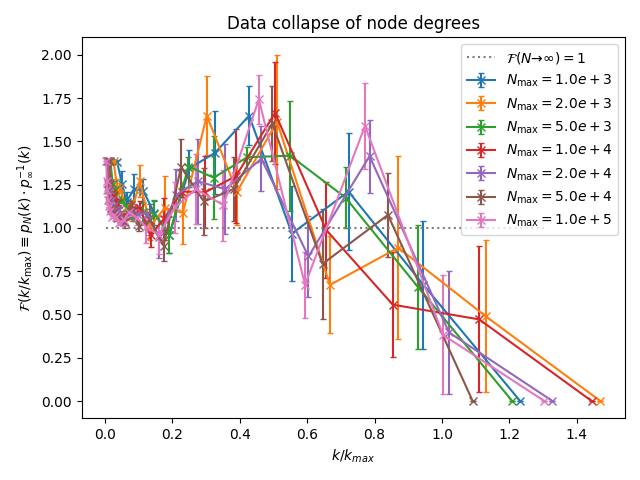 Data collapse of node degrees
ℱ(k/k_max) ≡ p_N(k) · p_∞^−1(k)
2.00
1.75
1.50
1.25
1.00
0.75
0.50
0.25
0.00
ℱ(N→∞) = 1
N_max = 1.0e + 3
N_max = 2.0e + 3
N_max = 5.0e + 3
N_max = 1.0e + 4
N_max = 2.0e + 4
N_max = 5.0e + 4
N_max = 1.0e + 5
0.0 0.2 0.4 0.6 0.8 1.0 1.2 1.4
k/k_max